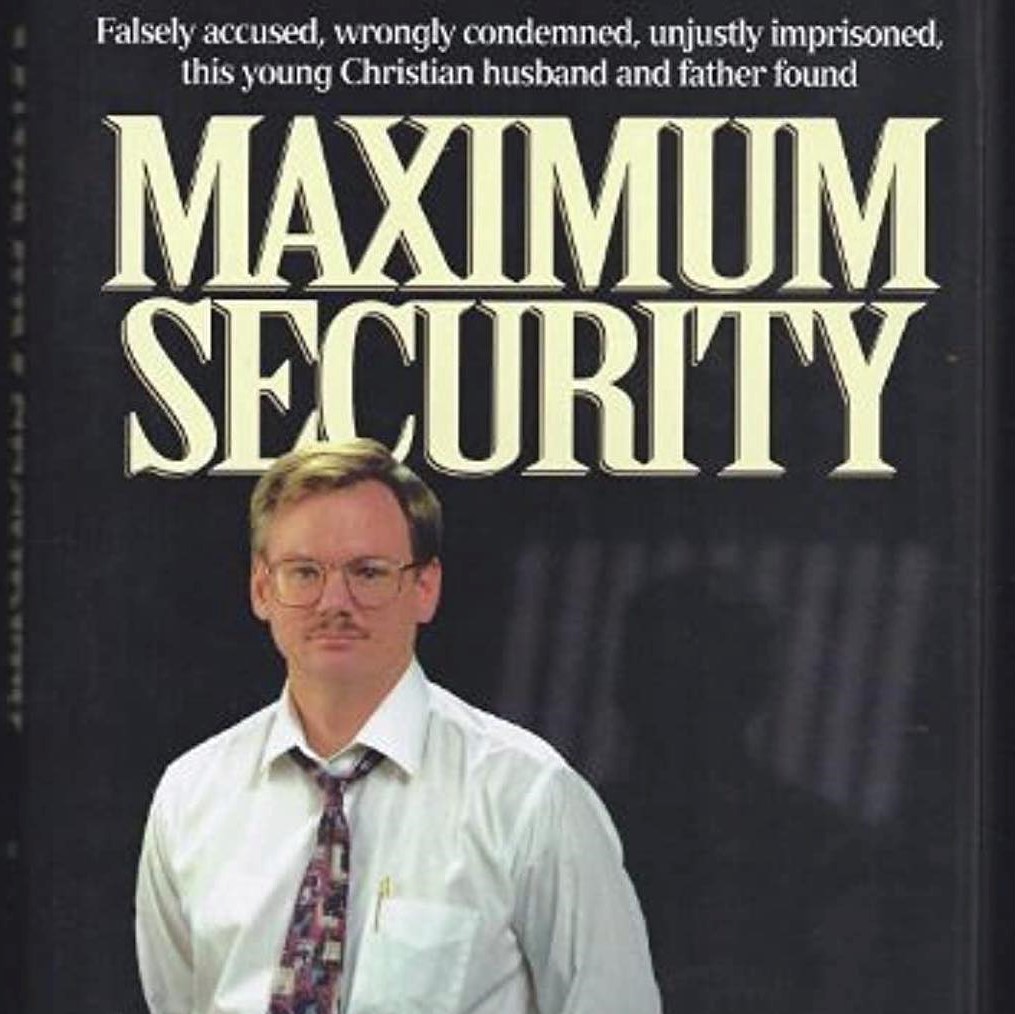 Falsely accused, wrongly condemned, unjustly imprisoned,
this young Christian husband and father found
MAXIMUM
SECURITY